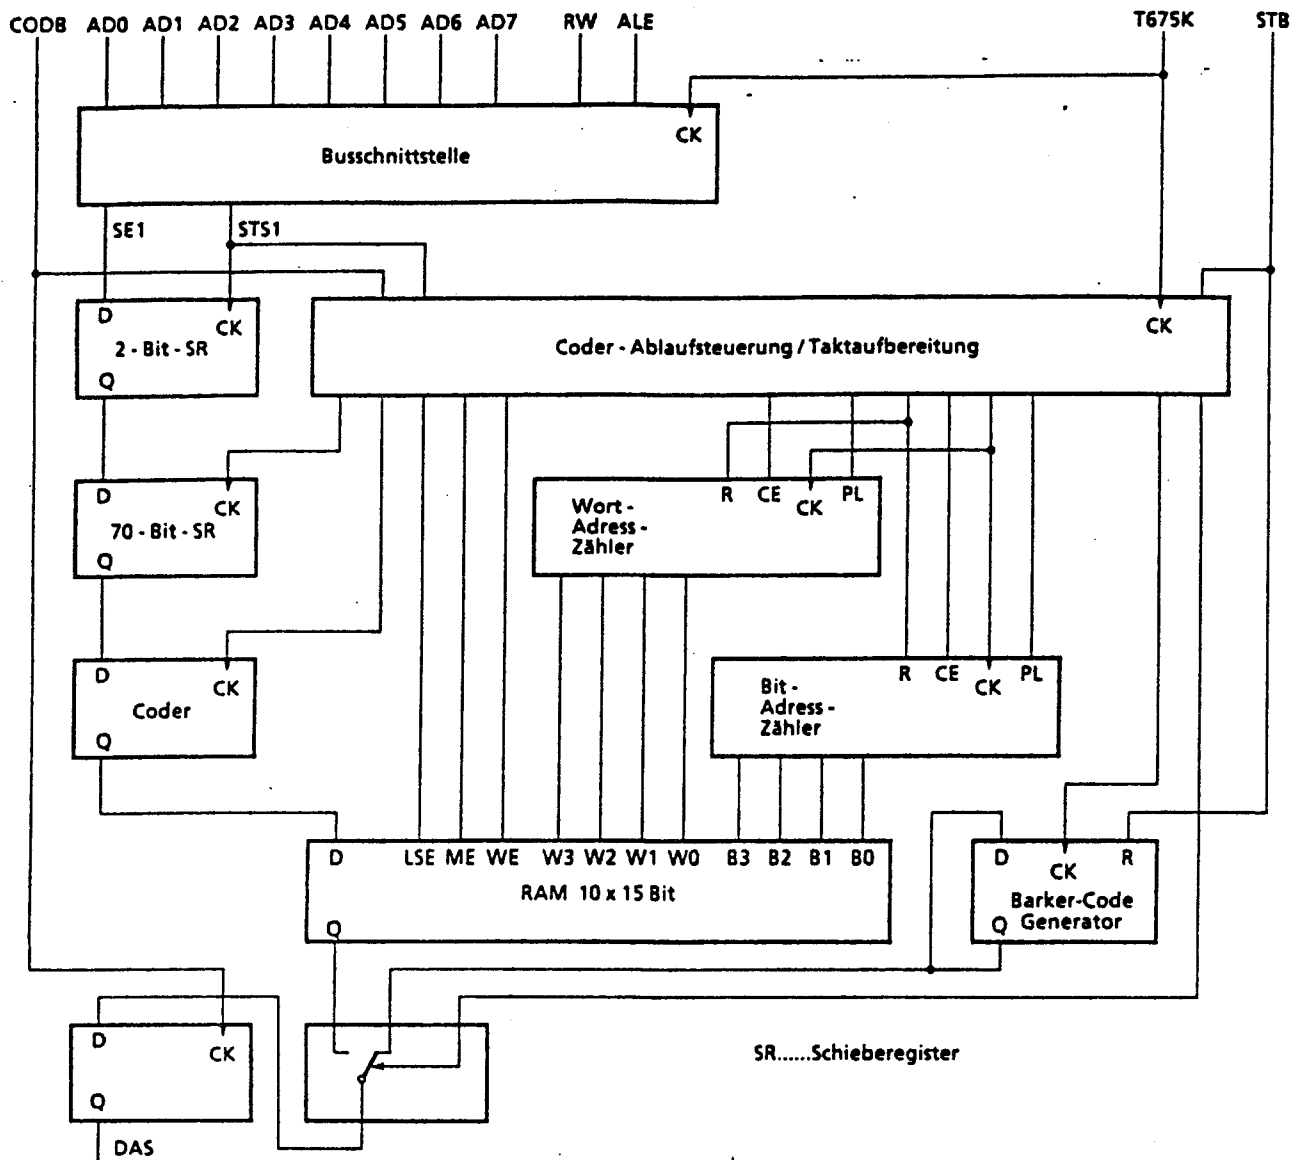 CODB AD0 AD1 AD2 AD3 AD4 AD5 AD6 AD7 RW ALE T675K STB
CK
Busschnittstelle
SE1 STS1
D CK
2 - Bit - SR
Q
CK
Coder - Ablaufsteuerung / Taktaufbereitung
D CK
70 - Bit - SR
Q
R CE CK PL
Wort -
Adress -
Zähler
D CK
Coder
Q
R CE CK PL
Bit -
Adress -
Zähler
D LSE ME WE W3 W2 W1 W0 B3 B2 B1 B0
RAM 10 x 15 Bit
Q
D CK R
Barker-Code
Q Generator
D CK
Q
SR......Schieberegister
DAS